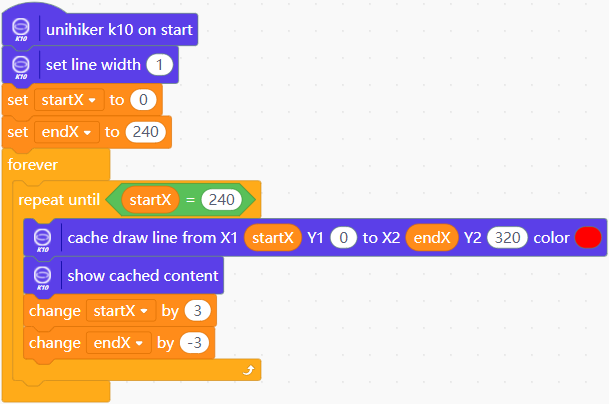 K10 unihiker k10 on start
K10 set line width 1
set startX to 0
set endX to 240
forever
repeat until startX = 240
K10 cache draw line from X1 startX Y1 0 to X2 endX Y2 320 color
K10 show cached content
change startX by 3
change endX by -3